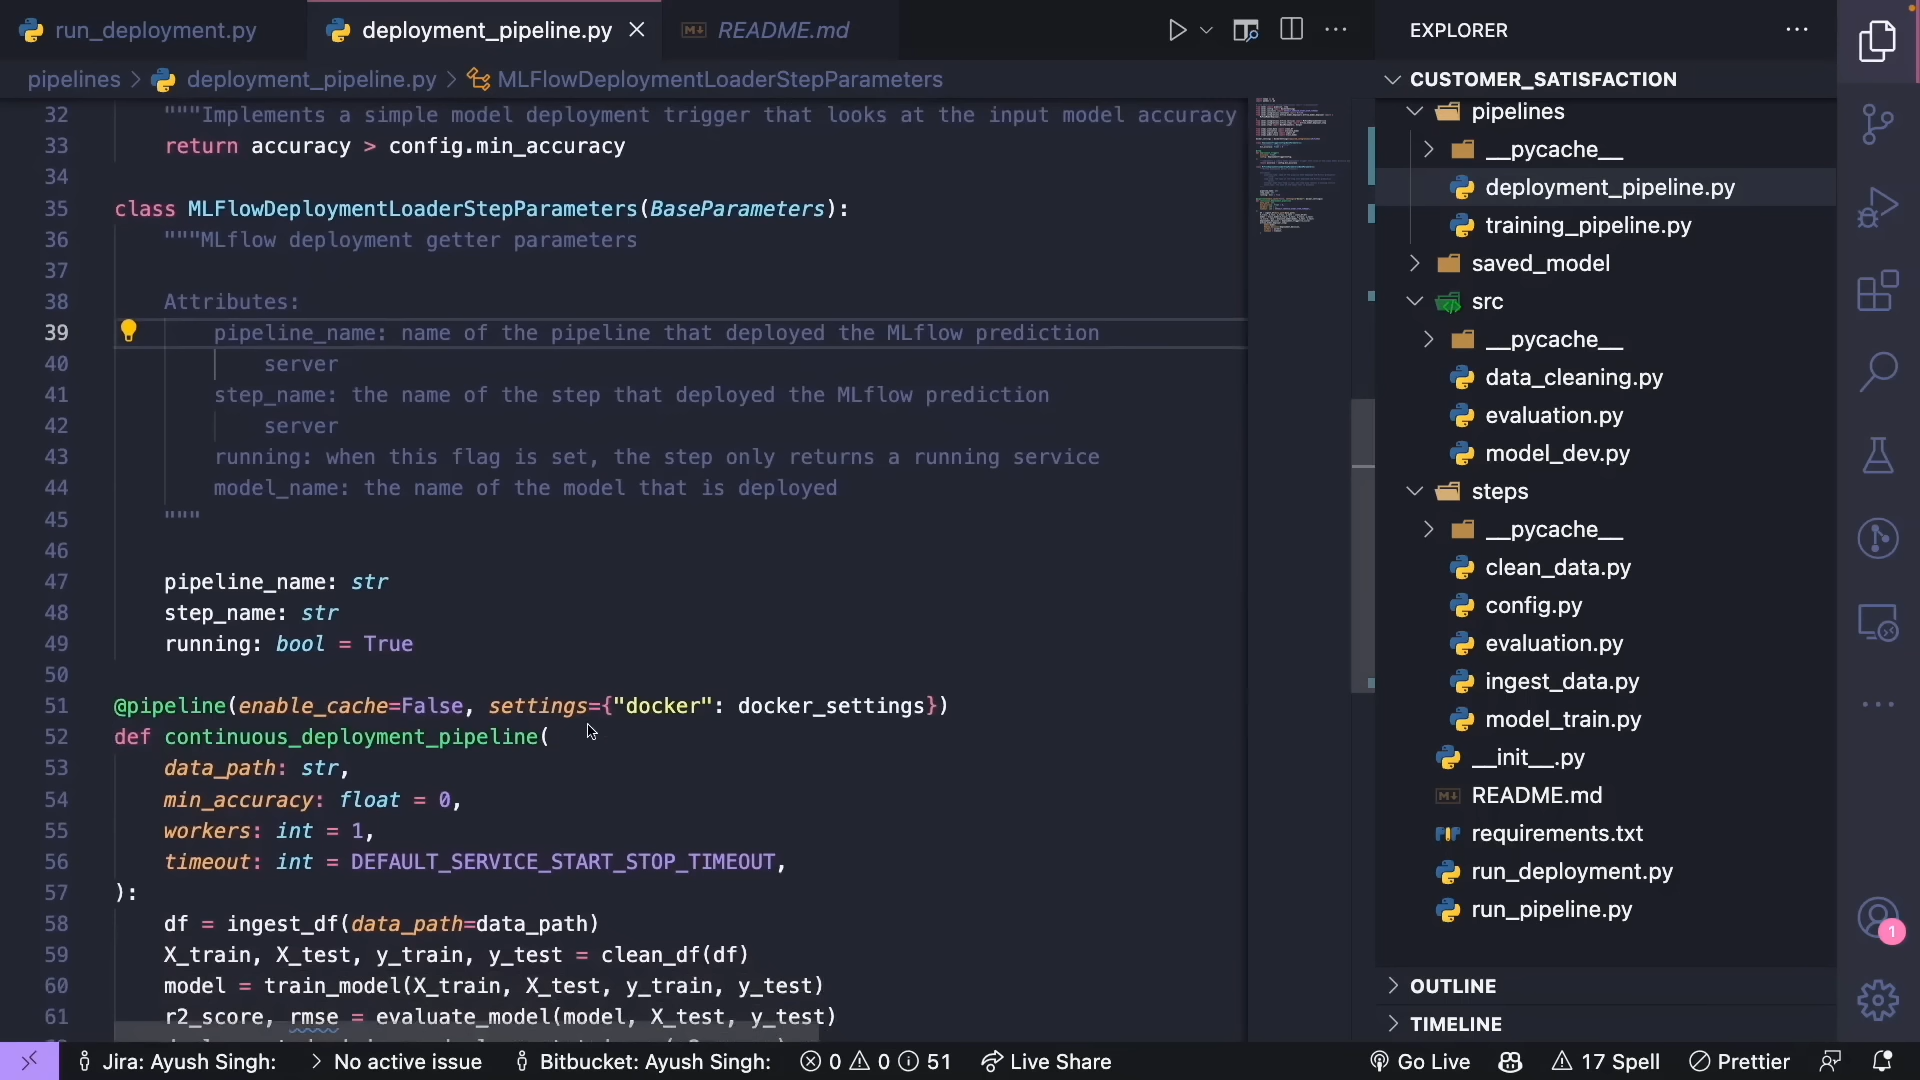 run_deployment.py
deployment_pipeline.py
README.md
EXPLORER
pipelines
deployment_pipeline.py
MLFlowDeploymentLoaderStepParameters
32 """Implements a simple model deployment trigger that looks at the input model accuracy
33 return accuracy > config.min_accuracy
34
35 class MLFlowDeploymentLoaderStepParameters(BaseParameters):
36 """MLflow deployment getter parameters
37
38 Attributes:
39 pipeline_name: name of the pipeline that deployed the MLflow prediction
40 server
41 step_name: the name of the step that deployed the MLflow prediction
42 server
43 running: when this flag is set, the step only returns a running service
44 model_name: the name of the model that is deployed
45 """
46
47 pipeline_name: str
48 step_name: str
49 running: bool = True
50
51 @pipeline(enable_cache=False, settings={"docker": docker_settings})
52 def continuous_deployment_pipeline(
53 data_path: str,
54 min_accuracy: float = 0,
55 workers: int = 1,
56 timeout: int = DEFAULT_SERVICE_START_STOP_TIMEOUT,
57 ):
58 df = ingest_df(data_path=data_path)
59 X_train, X_test, y_train, y_test = clean_df(df)
60 model = train_model(X_train, X_test, y_train, y_test)
61 r2_score, rmse = evaluate_model(model, X_test, y_test)
CUSTOMER_SATISFACTION
pipelines
__pycache__
deployment_pipeline.py
training_pipeline.py
saved_model
src
__pycache__
data_cleaning.py
evaluation.py
model_dev.py
steps
__pycache__
clean_data.py
config.py
evaluation.py
ingest_data.py
model_train.py
__init__.py
README.md
requirements.txt
run_deployment.py
run_pipeline.py
OUTLINE
TIMELINE
1
Jira: Ayush Singh:
No active issue
Bitbucket: Ayush Singh:
0 0 51
Live Share
Go Live
17 Spell
Prettier